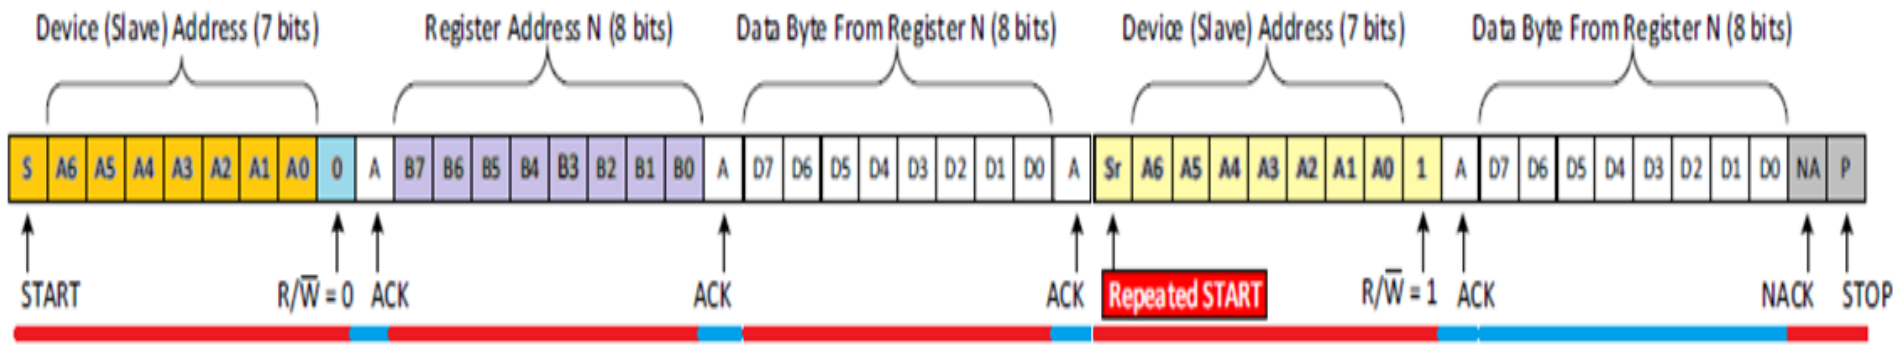 Device (Slave) Address (7 bits) Register Address N (8 bits) Data Byte From Register N (8 bits) Device (Slave) Address (7 bits) Data Byte From Register N (8 bits)
S A6 A5 A4 A3 A2 A1 A0 0 A B7 B6 B5 B4 B3 B2 B1 B0 A D7 D6 D5 D4 D3 D2 D1 D0 A Sr A6 A5 A4 A3 A2 A1 A0 1 A D7 D6 D5 D4 D3 D2 D1 D0 NA P
START R/W̅ = 0 ACK ACK ACK Repeated START R/W̅ = 1 ACK NACK STOP